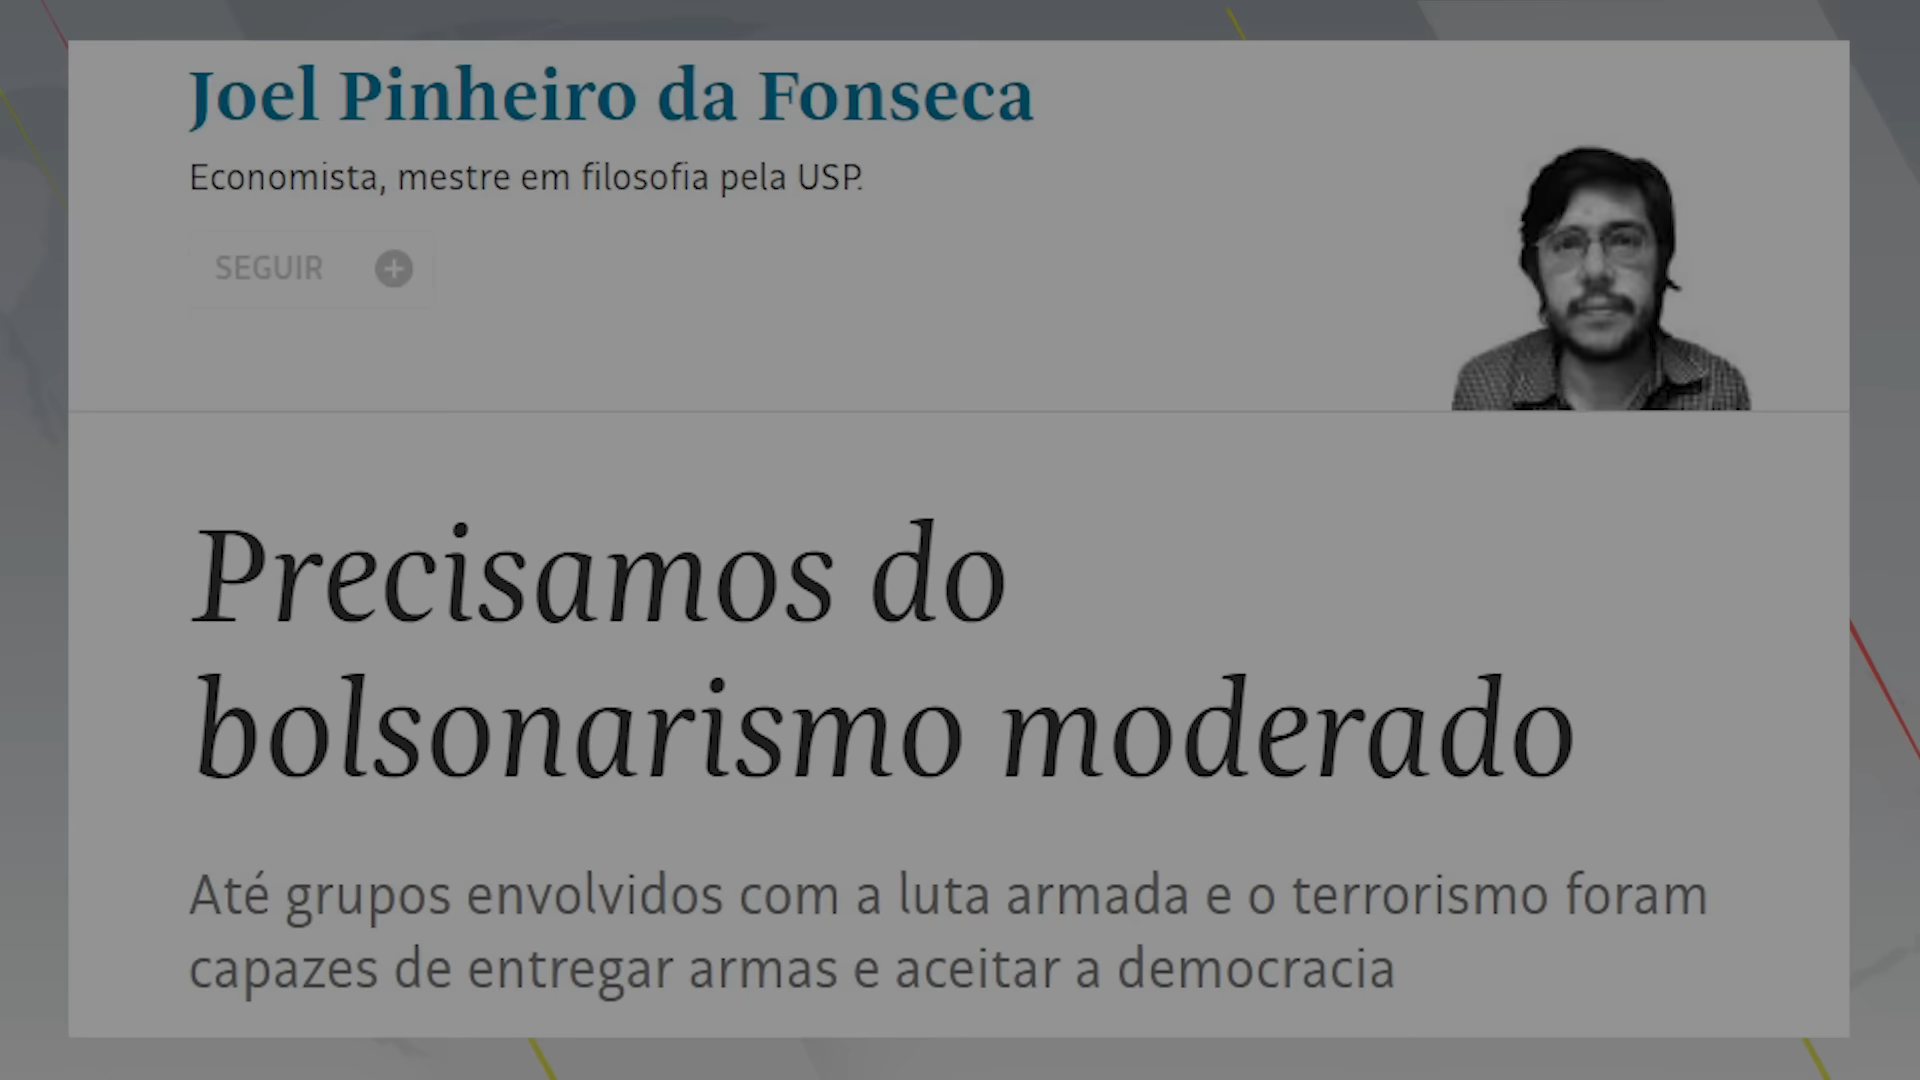 Joel Pinheiro da Fonseca
Economista, mestre em filosofia pela USP.
SEGUIR
Precisamos do
bolsonarismo moderado
Até grupos envolvidos com a luta armada e o terrorismo foram
capazes de entregar armas e aceitar a democracia